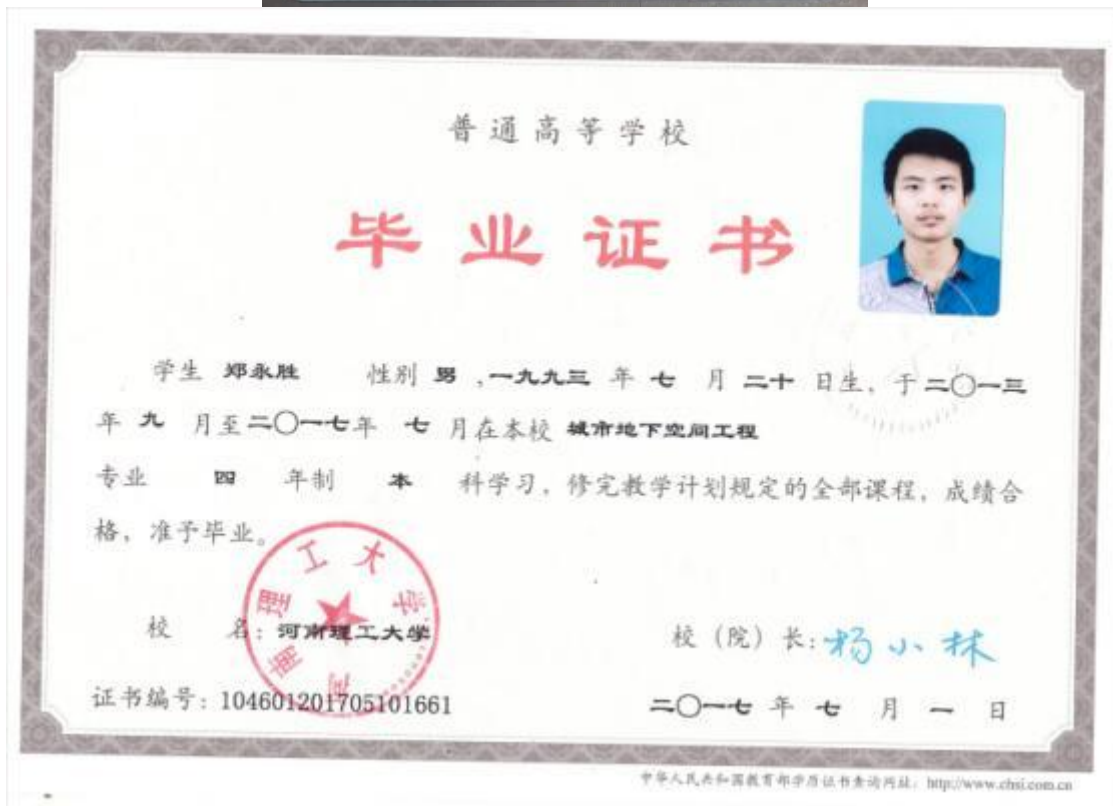 普通高等学校
毕业证书
学生 郑永胜 性别 男 ,一九九三 年 七 月 二十 日生, 于二〇一三
年 九 月至二〇一七年 七 月在本校 城市地下空间工程
专业 四 年制 本 科学习, 修完教学计划规定的全部课程, 成绩合
格, 准予毕业。
河南理工大学
校 名: 河南理工大学
校（院）长: 杨小林
证书编号: 104601201705101661
二〇一七 年 七 月 一 日
中华人民共和国教育部学历证书查询网址: http://www.chsi.com.cn